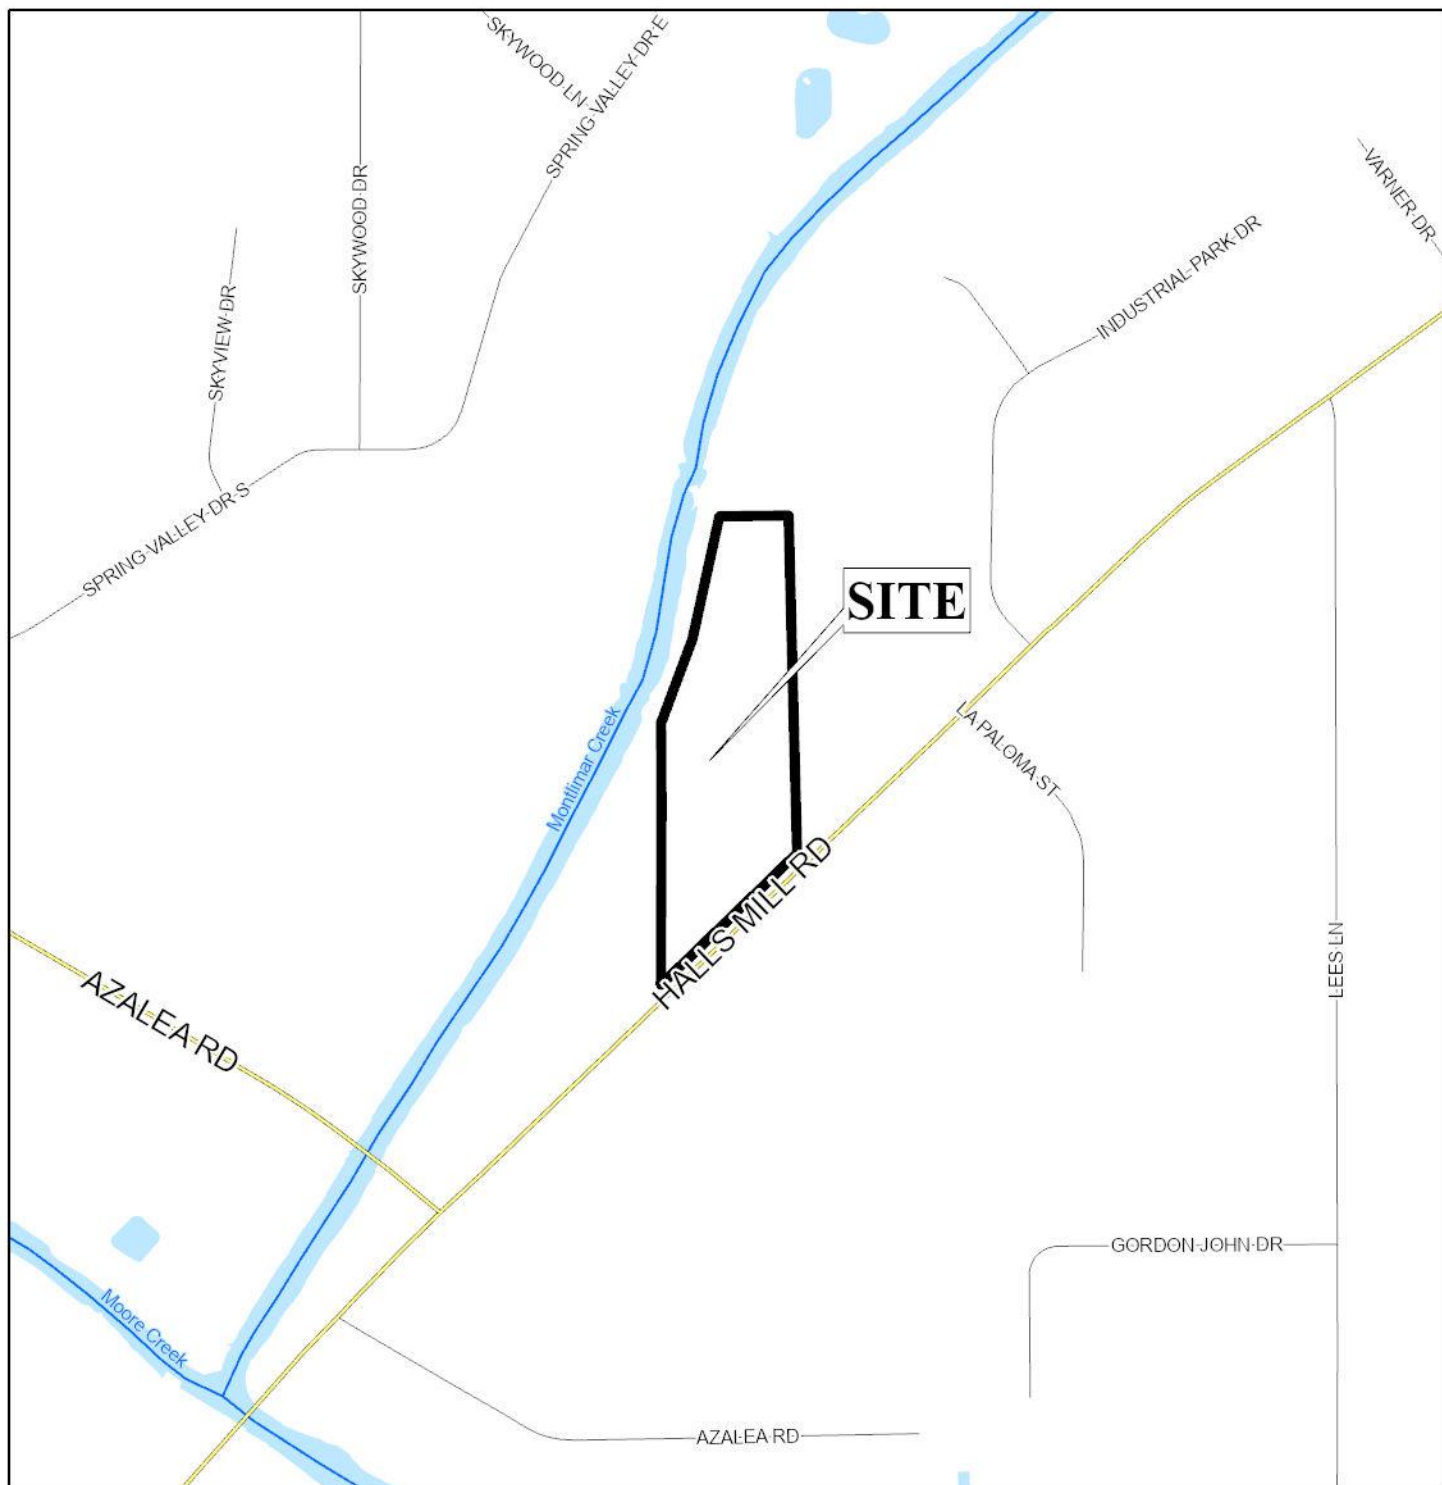 SKYWOOD LN
SPRING VALLEY DR E
SKYWOOD DR
VARNER DR
INDUSTRIAL PARK DR
SKYVIEW DR
SPRING VALLEY DR S
SITE
LA PALOMA ST
Montlimar Creek
HALLS MILL RD
LEES LN
AZALEA RD
GORDON JOHN DR
Moore Creek
AZALEA RD